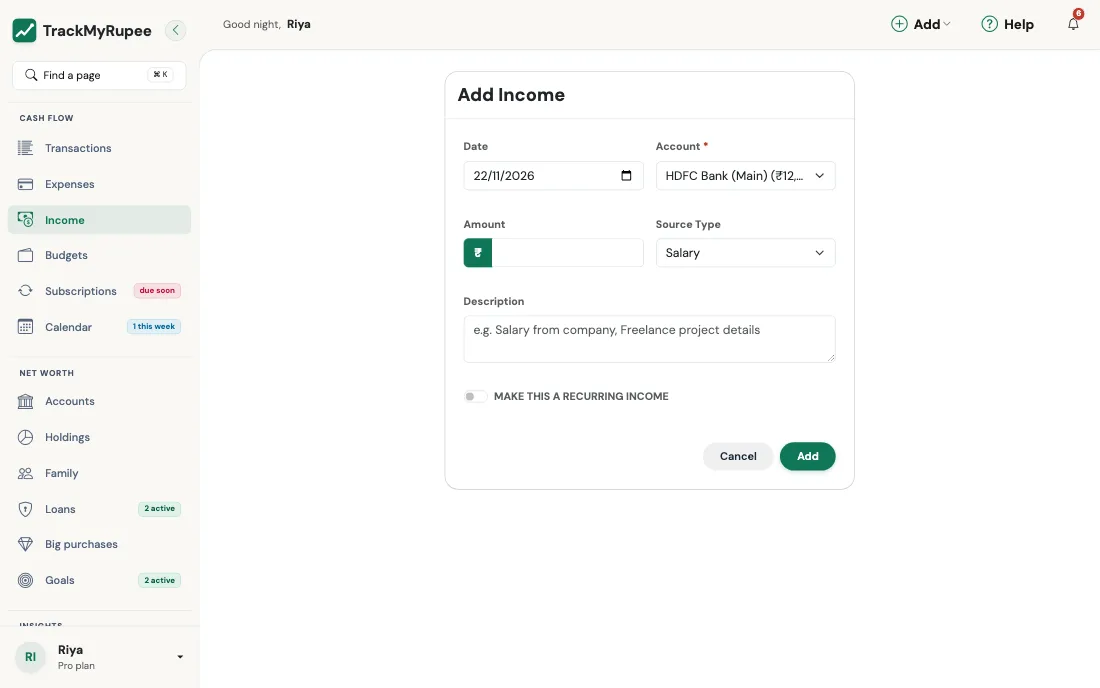 TrackMyRupee
Good night, Riya
Add
Help
6
Find a page
⌘ K
CASH FLOW
Transactions
Expenses
Income
Budgets
Subscriptions due soon
Calendar 1 this week
NET WORTH
Accounts
Holdings
Family
Loans 2 active
Big purchases
Goals 2 active
INSIGHTS
RI
Riya
Pro plan
Add Income
Date
Account *
22/11/2026
HDFC Bank (Main) (₹12,...
Amount
Source Type
₹
Salary
Description
e.g. Salary from company, Freelance project details
MAKE THIS A RECURRING INCOME
Cancel
Add